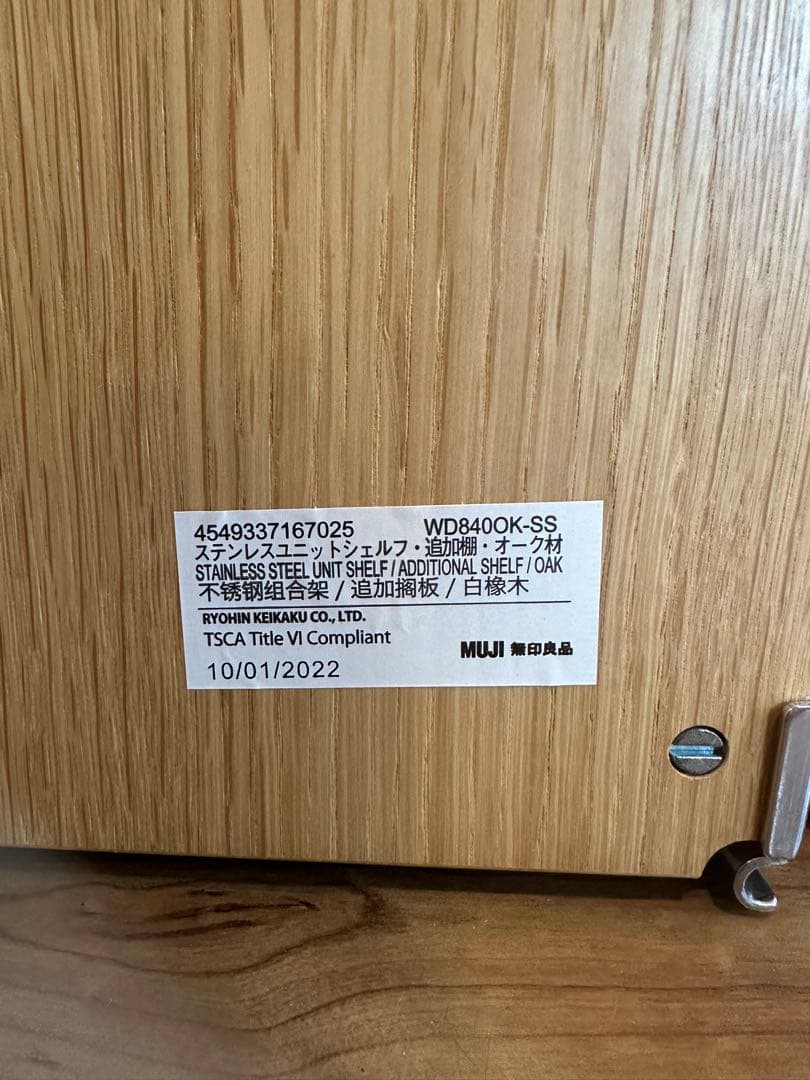 4549337167025 WD840OK-SS
ステンレスユニットシェルフ・追加棚・オーク材
STAINLESS STEEL UNIT SHELF / ADDITIONAL SHELF / OAK
不锈钢组合架 / 追加搁板 / 白橡木
RYOHIN KEIKAKU CO., LTD.
TSCA Title VI Compliant
MUJI 無印良品
10/01/2022